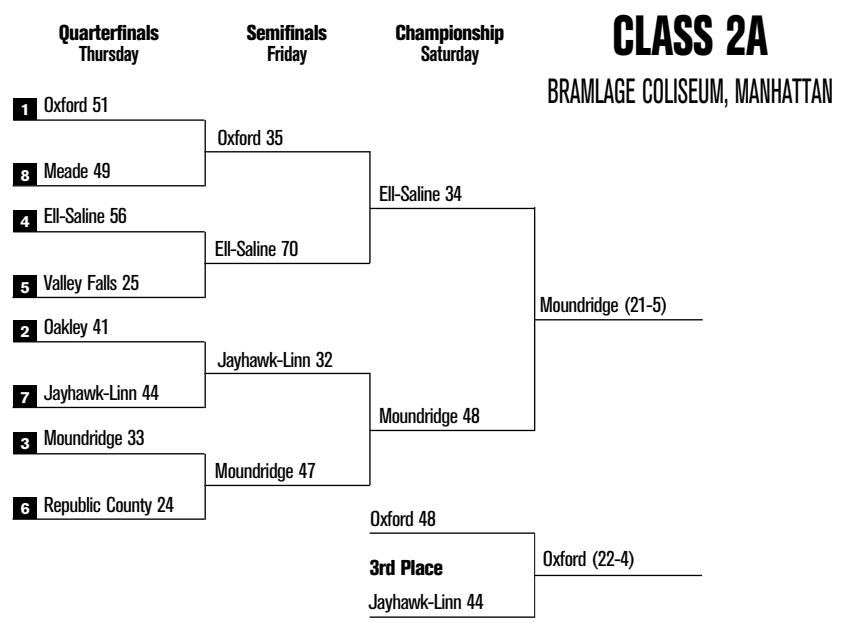 Quarterfinals
Thursday
Semifinals
Friday
Championship
Saturday
CLASS 2A
BRAMLAGE COLISEUM, MANHATTAN
1 Oxford 51
8 Meade 49
4 Ell-Saline 56
5 Valley Falls 25
2 Oakley 41
7 Jayhawk-Linn 44
3 Moundridge 33
6 Republic County 24
Oxford 35
Ell-Saline 70
Jayhawk-Linn 32
Moundridge 47
Ell-Saline 34
Moundridge 48
Moundridge (21-5)
Oxford 48
3rd Place
Jayhawk-Linn 44
Oxford (22-4)